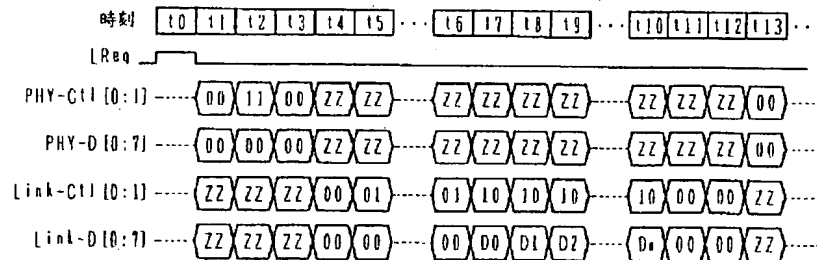 時刻 t0 t1 t2 t3 t4 t5 ··· t6 t7 t8 t9 ··· t10 t11 t12 t13 ··
LReq
PHY-Ctl [0:1] 00 11 00 ZZ ZZ ZZ ZZ ZZ ZZ ZZ ZZ ZZ 00
PHY-D [0:7] 00 00 00 ZZ ZZ ZZ ZZ ZZ ZZ ZZ ZZ ZZ 00
Link-Ctl [0:1] ZZ ZZ ZZ 00 01 01 10 10 10 10 00 00 ZZ
Link-D [0:7] ZZ ZZ ZZ 00 00 00 D0 D1 D2 Dn 00 00 ZZ